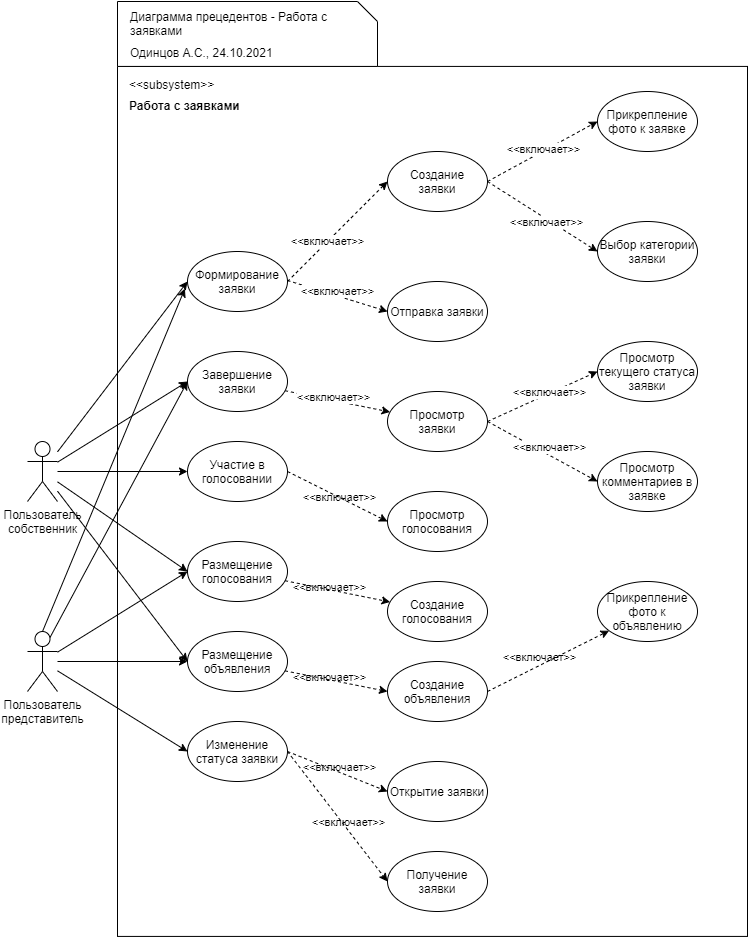 Диаграмма прецедентов - Работа с
заявками
Одинцов А.С., 24.10.2021
<<subsystem>>
Работа с заявками
Прикрепление
фото к заявке
<<включает>>
Создание
заявки
<<включает>>
Выбор категории
заявки
<<включает>>
Формирование
заявки
<<включает>>
Отправка заявки
Просмотр
текущего статуса
заявки
Завершение
заявки
<<включает>>
<<включает>>
Просмотр
заявки
<<включает>>
Просмотр
комментариев в
заявке
Участие в
голосовании
<<включает>>
Просмотр
голосования
Пользователь
собственник
Размещение
голосования
<<включает>>
Создание
голосования
Прикрепление
фото к
объявлению
Размещение
объявления
<<включает>>
<<включает>>
Создание
объявления
Пользователь
представитель
Изменение
статуса заявки
<<включает>>
Открытие заявки
<<включает>>
Получение
заявки